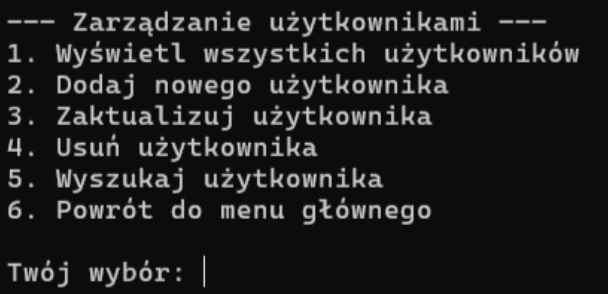 --- Zarządzanie użytkownikami ---
1. Wyświetl wszystkich użytkowników
2. Dodaj nowego użytkownika
3. Zaktualizuj użytkownika
4. Usuń użytkownika
5. Wyszukaj użytkownika
6. Powrót do menu głównego
Twój wybór: